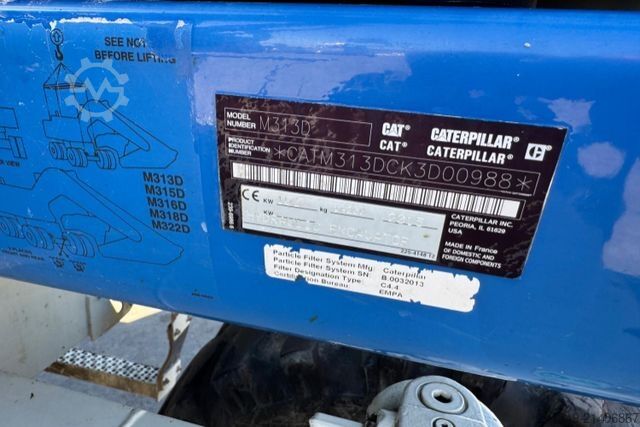 SEE NOT
BEFORE LIFTING
M313D
M315D
M316D
M318D
M322D
MODEL NUMBER M313D
CAT CATERPILLAR
CAT CATERPILLAR
PRODUCT IDENTIFICATION NUMBER *CATM313DCK3D00988*
CE KW kg
KW
CATERPILLAR INC.
PEORIA, IL 61629
U.S.A.
Made in France
OF DOMESTIC AND
FOREIGN COMPONENTS
Particle Filter System Mfg: Caterpillar
Particle Filter System SN B-0032013
Filter Designation Type: C4.4
Certification Bureau: EMPA